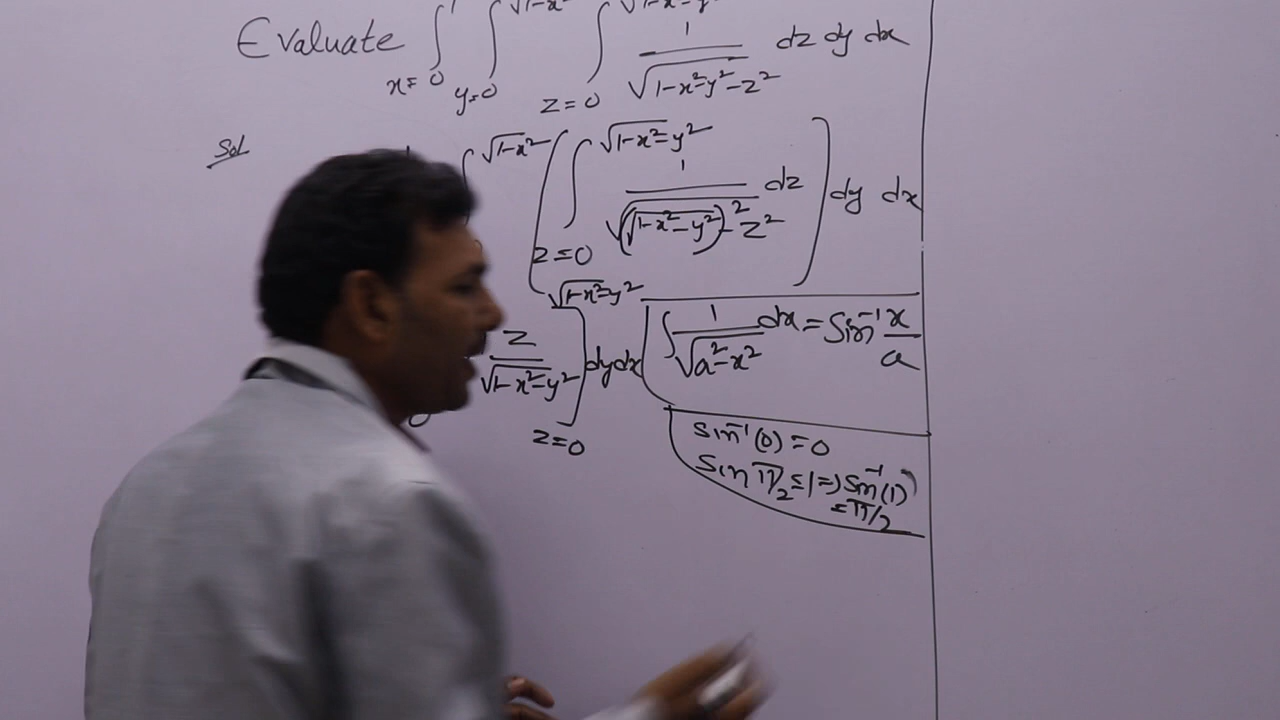 Evaluate ∫x=0 1 ∫y=0 √1-x² ∫z=0 √1-x²-y² 1/√1-x²-y²-z² dz dy dx
Sol
√1-x² ( ∫z=0 √1-x²-y² 1/√(√1-x²-y²)²-z² dz ) dy dx
z/√1-x²-y² ]z=0 √1-x²-y² dy dx
∫ 1/√a²-x² dx = Sin⁻¹ x/a
Sin⁻¹(0) = 0
Sin π/2 = 1 ⇒ Sin⁻¹(1)
= π/2